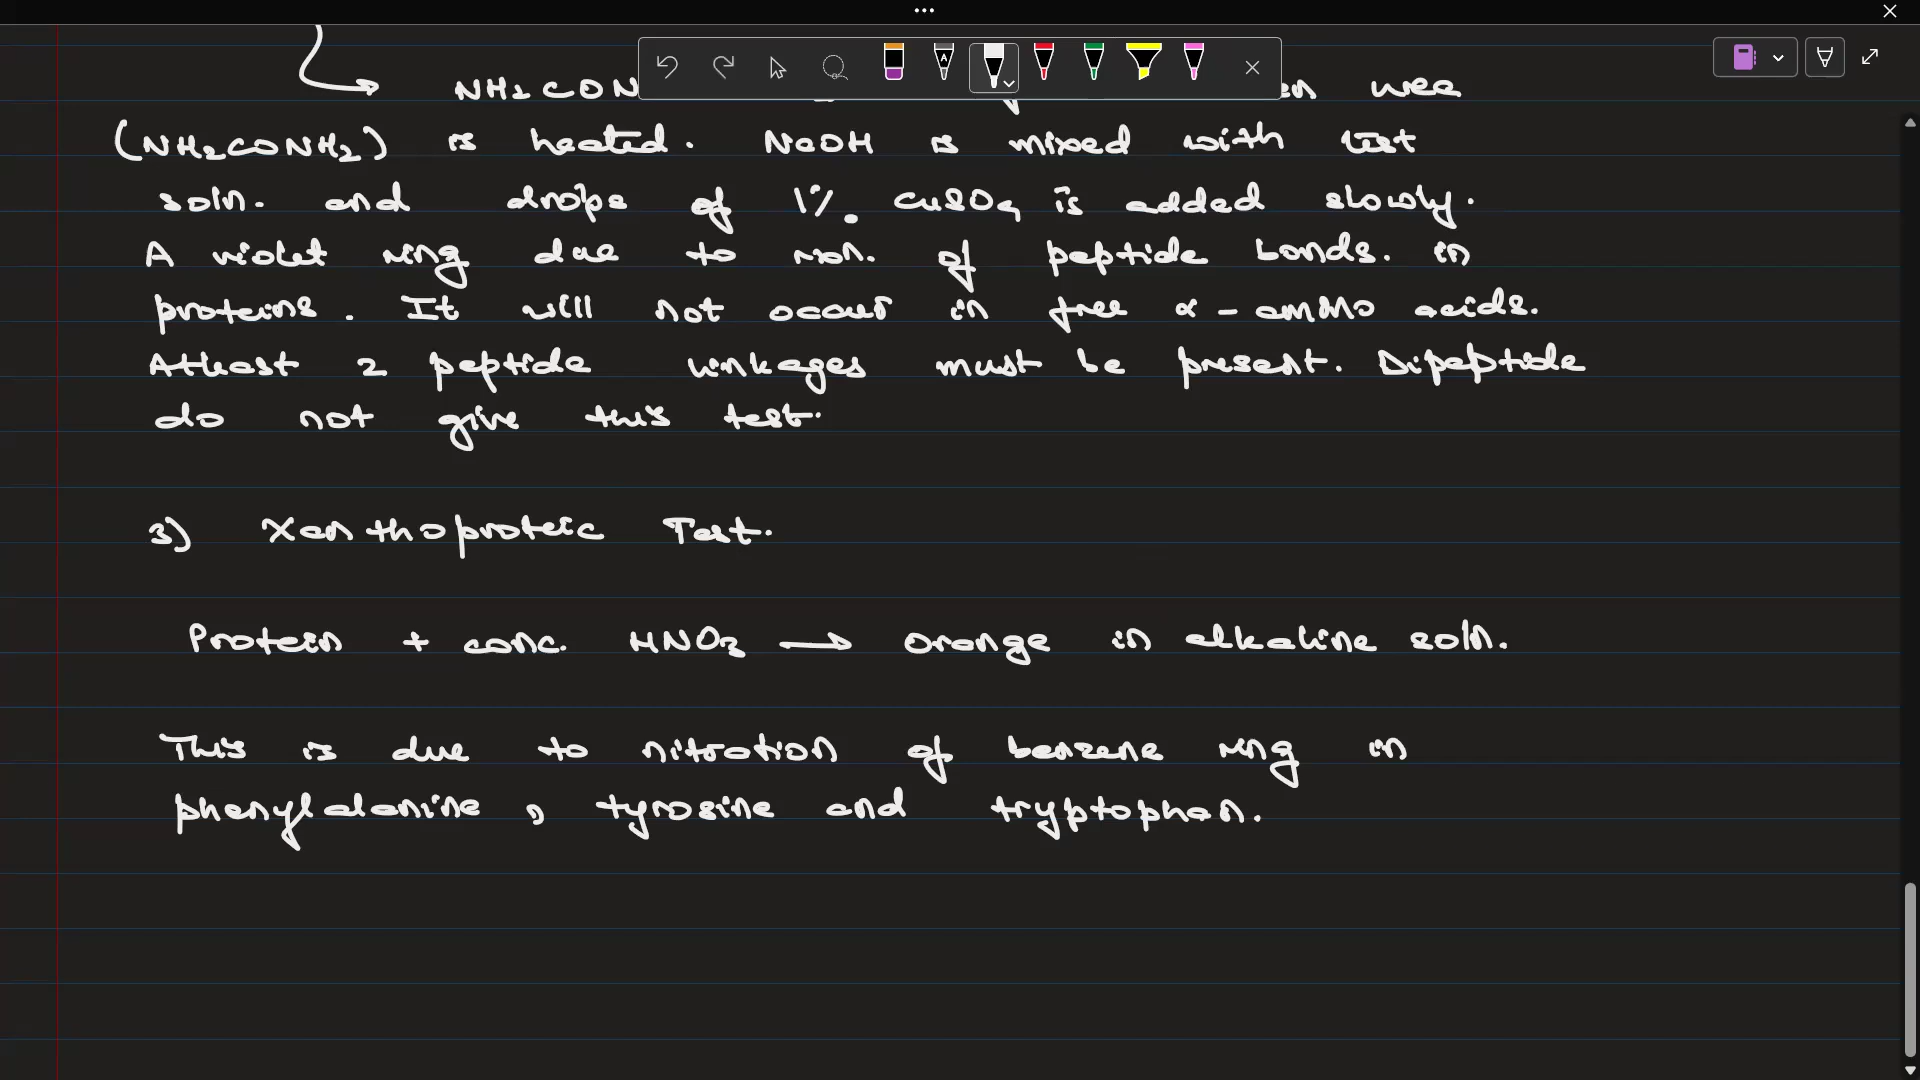 NH2CON en urea
(NH2CONH2) is heated. NaOH is mixed with test
soln. and drops of 1%. CuSO4 is added slowly.
A violet ring due to rxn. of peptide bonds. in
proteins. It will not occur in free α-amino acids.
Atleast 2 peptide linkages must be present. Dipeptide
do not give this test.
3) Xanthoproteic Test.
Protein + conc. HNO3 → orange in alkaline soln.
This is due to nitration of benzene ring in
phenylalanine, tyrosine and tryptophan.